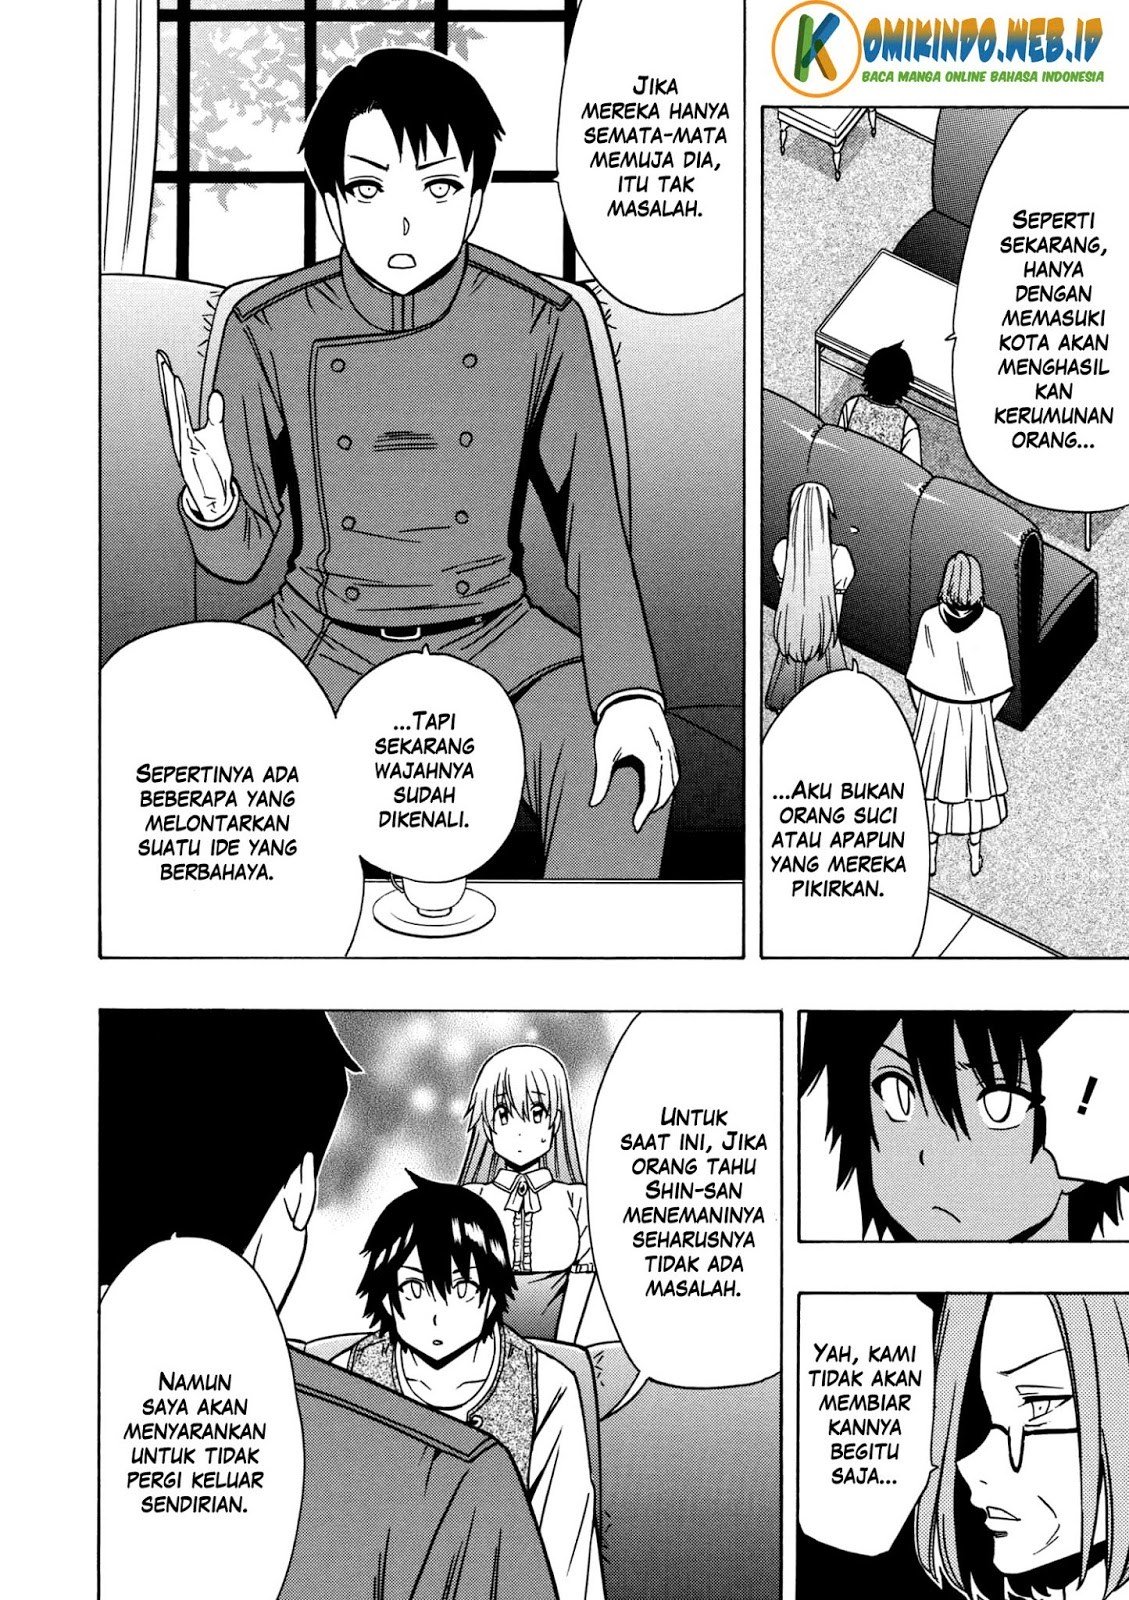 KOMIKINDO.WEB.ID
BACA MANGA ONLINE BAHASA INDONESIA
SEPERTI
SEKARANG,
HANYA
DENGAN
MEMASUKI
KOTA AKAN
MENGHASIL
KAN
KERUMUNAN
ORANG...
...AKU BUKAN
ORANG SUCI
ATAU APAPUN
YANG MEREKA
PIKIRKAN.
JIKA
MEREKA HANYA
SEMATA-MATA
MEMUJA DIA,
ITU TAK
MASALAH.
...TAPI
SEKARANG
WAJAHNYA
SUDAH
DIKENALI.
SEPERTINYA ADA
BEBERAPA YANG
MELONTARKAN
SUATU IDE YANG
BERBAHAYA.
!
YAH, KAMI
TIDAK AKAN
MEMBIAR
KANNYA
BEGITU
SAJA...
UNTUK
SAAT INI, JIKA
ORANG TAHU
SHIN-SAN
MENEMANINYA
SEHARUSNYA
TIDAK ADA
MASALAH.
NAMUN
SAYA AKAN
MENYARANKAN
UNTUK TIDAK
PERGI KELUAR
SENDIRIAN.